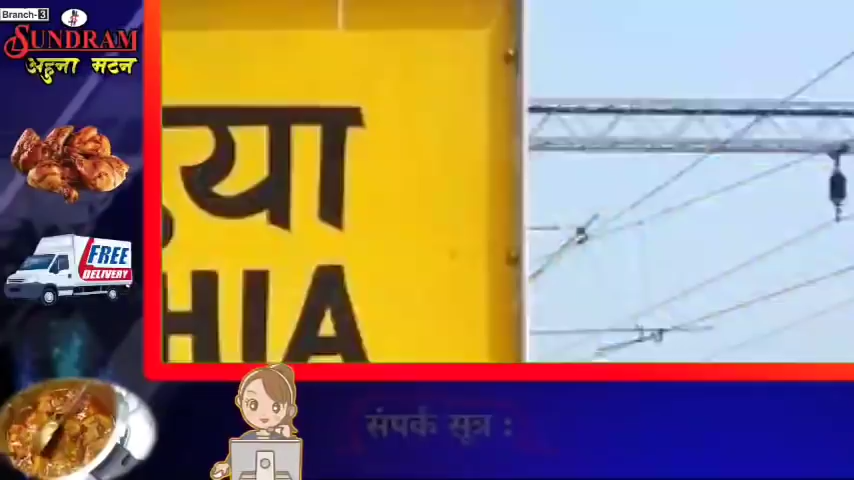 Branch-3
SUNDRAM
अहुना मटन
FREE
DELIVERY
या
HIA
संपर्क सूत्र :